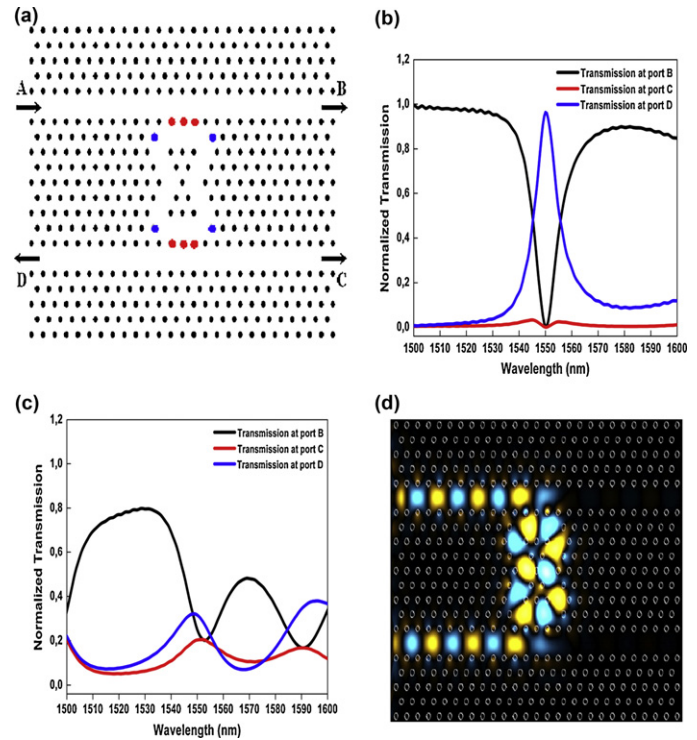 (a)
A
B
D
C
(b)
Transmission at port B
Transmission at port C
Transmission at port D
Normalized Transmission
1,2
1,0
0,8
0,6
0,4
0,2
0,0
1500 1510 1520 1530 1540 1550 1560 1570 1580 1590 1600
Wavelength (nm)
(c)
Transmission at port B
Transmission at port C
Transmission at port D
Normalized Transmission
1,2
1,0
0,8
0,6
0,4
0,2
0,0
1500 1510 1520 1530 1540 1550 1560 1570 1580 1590 1600
Wavelength (nm)
(d)